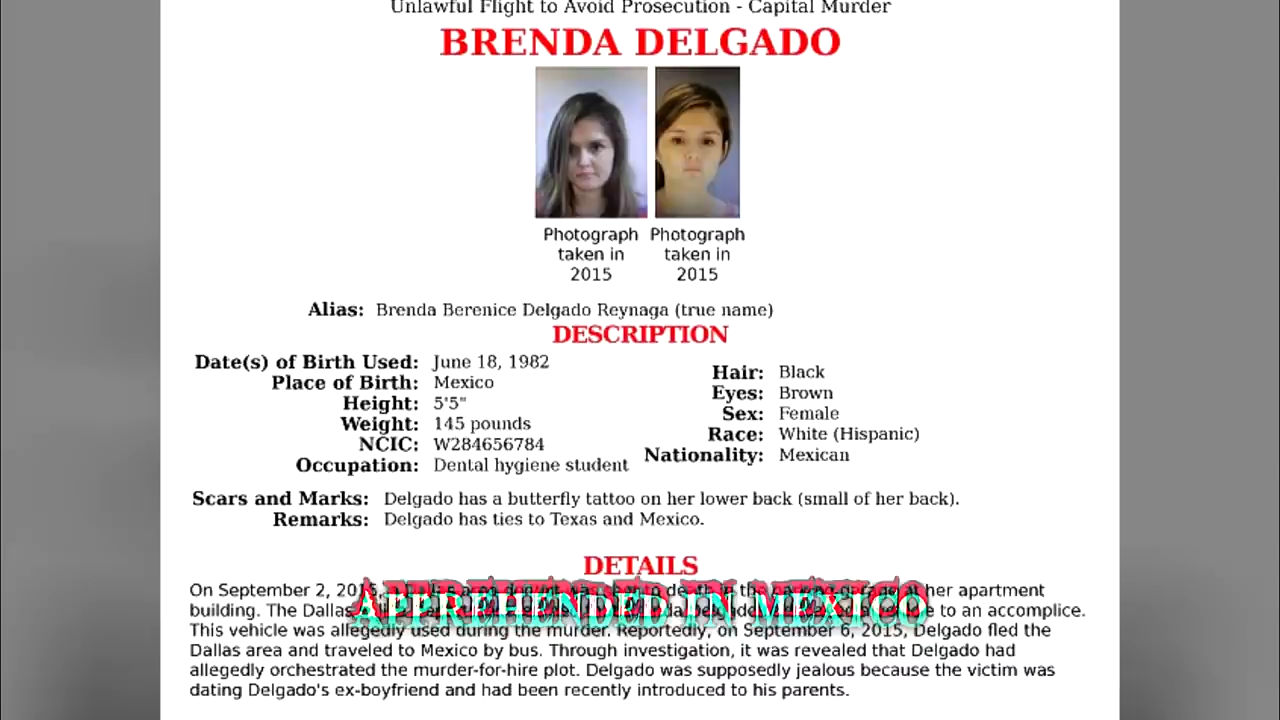 Unlawful Flight to Avoid Prosecution - Capital Murder
BRENDA DELGADO
Photograph taken in 2015
Photograph taken in 2015
Alias: Brenda Berenice Delgado Reynaga (true name)
DESCRIPTION
Date(s) of Birth Used: June 18, 1982
Place of Birth: Mexico
Height: 5'5"
Weight: 145 pounds
NCIC: W284656784
Occupation: Dental hygiene student
Hair: Black
Eyes: Brown
Sex: Female
Race: White (Hispanic)
Nationality: Mexican
Scars and Marks: Delgado has a butterfly tattoo on her lower back (small of her back).
Remarks: Delgado has ties to Texas and Mexico.
DETAILS
On September 2, at her apartment
APPREHENDED IN MEXICO
building. The Dallas to an accomplice.
This vehicle was allegedly used during the murder. Reportedly, on September 6, 2015, Delgado fled the
Dallas area and traveled to Mexico by bus. Through investigation, it was revealed that Delgado had
allegedly orchestrated the murder-for-hire plot. Delgado was supposedly jealous because the victim was
dating Delgado's ex-boyfriend and had been recently introduced to his parents.